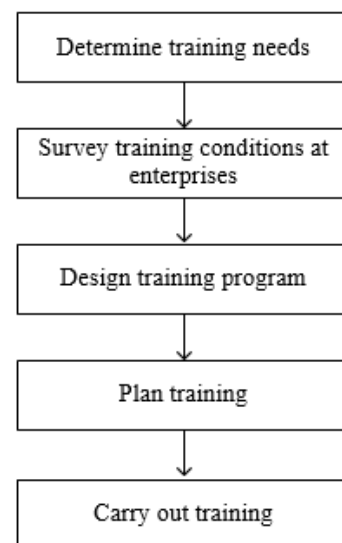 Determine training needs
Survey training conditions at
enterprises
Design training program
Plan training
Carry out training